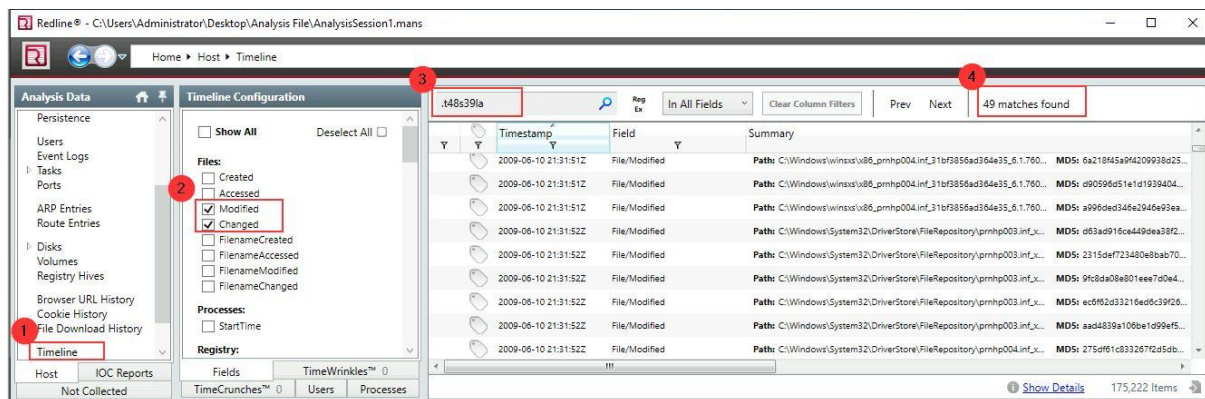 Redline® - C:\Users\Administrator\Desktop\Analysis File\AnalysisSession1.mans
Home Host Timeline
Analysis Data
Persistence
Users
Event Logs
Tasks
Ports
ARP Entries
Route Entries
Disks
Volumes
Registry Hives
Browser URL History
Cookie History
File Download History
1
Timeline
Host IOC Reports
Not Collected
Timeline Configuration
Show All Deselect All
Files:
Created
2
Accessed
Modified
Changed
FilenameCreated
FilenameAccessed
FilenameModified
FilenameChanged
Processes:
StartTime
Registry:
Fields TimeWrinkles™ 0
TimeCrunches™ 0 Users Processes
3 4
.t48s39la Reg Ex In All Fields Clear Column Filters Prev Next 49 matches found
Timestamp Field Summary
2009-06-10 21:31:51Z File/Modified Path: C:\Windows\winsxs\x86_prnhp004.inf_31bf3856ad364e35_6.1.760... MD5: 6a218f45a9f4209938d25...
2009-06-10 21:31:51Z File/Modified Path: C:\Windows\winsxs\x86_prnhp004.inf_31bf3856ad364e35_6.1.760... MD5: d90596d51e1d1939404...
2009-06-10 21:31:51Z File/Modified Path: C:\Windows\winsxs\x86_prnhp004.inf_31bf3856ad364e35_6.1.760... MD5: a996ded346e2946e93ea...
2009-06-10 21:31:52Z File/Modified Path: C:\Windows\System32\DriverStore\FileRepository\prnhp003.inf_x... MD5: d63ad916ce449dea38f2...
2009-06-10 21:31:52Z File/Modified Path: C:\Windows\System32\DriverStore\FileRepository\prnhp003.inf_x... MD5: 2315def723480e8bab70...
2009-06-10 21:31:52Z File/Modified Path: C:\Windows\System32\DriverStore\FileRepository\prnhp003.inf_x... MD5: 9fc8da08e801eee7d0e4...
2009-06-10 21:31:52Z File/Modified Path: C:\Windows\System32\DriverStore\FileRepository\prnhp003.inf_x... MD5: ec6f62d33216ed6c39f26...
2009-06-10 21:31:52Z File/Modified Path: C:\Windows\System32\DriverStore\FileRepository\prnhp003.inf_x... MD5: aad4839a106be1d99ef5...
2009-06-10 21:31:52Z File/Modified Path: C:\Windows\System32\DriverStore\FileRepository\prnhp004.inf_x... MD5: 275df61c833267f2d5db...
Show Details 175,222 Items